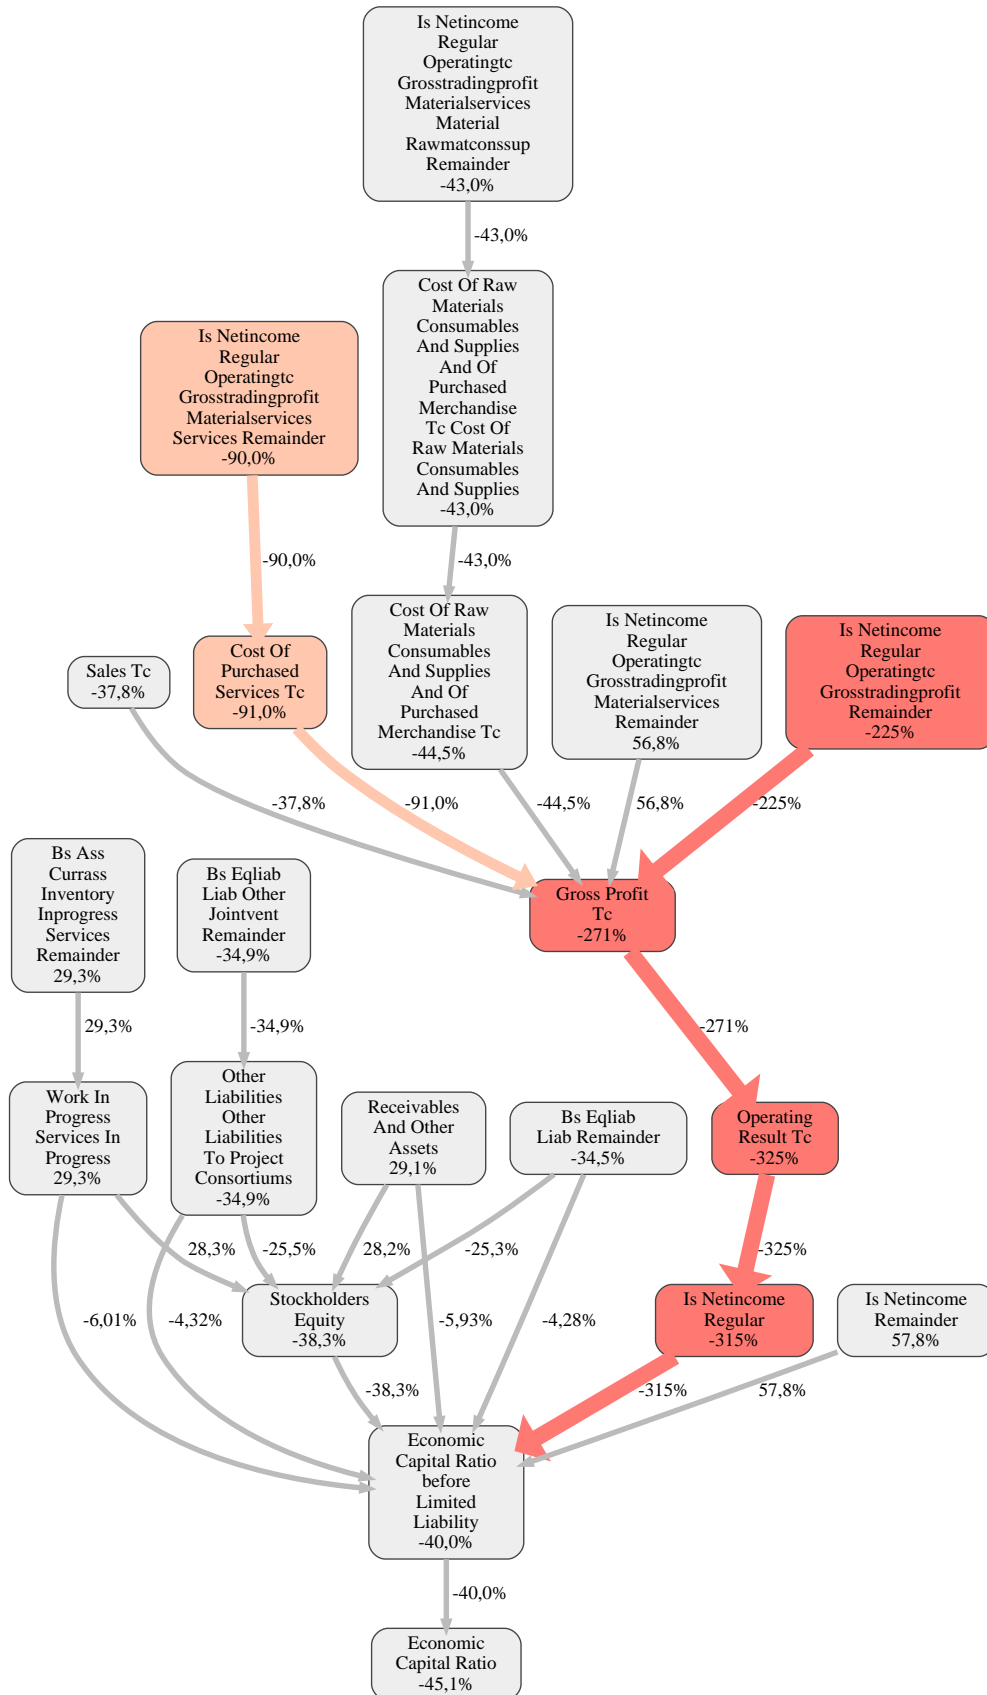 Is Netincome
Regular
Operatingtc
Grosstradingprofit
Materialservices
Material
Rawmatconssup
Remainder
-43,0%
-43,0%
Cost Of Raw
Materials
Consumables
And Supplies
And Of
Purchased
Merchandise
Tc Cost Of
Raw Materials
Consumables
And Supplies
-43,0%
Is Netincome
Regular
Operatingtc
Grosstradingprofit
Materialservices
Services Remainder
-90,0%
-90,0%
-43,0%
Sales Tc
-37,8%
Cost Of
Purchased
Services Tc
-91,0%
Cost Of Raw
Materials
Consumables
And Supplies
And Of
Purchased
Merchandise Tc
-44,5%
Is Netincome
Regular
Operatingtc
Grosstradingprofit
Materialservices
Remainder
56,8%
Is Netincome
Regular
Operatingtc
Grosstradingprofit
Remainder
-225%
-37,8%
-91,0%
-44,5%
56,8%
-225%
Bs Ass
Currass
Inventory
Inprogress
Services
Remainder
29,3%
Bs Eqliab
Liab Other
Jointvent
Remainder
-34,9%
Gross Profit
Tc
-271%
29,3%
-34,9%
-271%
Work In
Progress
Services In
Progress
29,3%
Other
Liabilities
Other
Liabilities
To Project
Consortiums
-34,9%
Receivables
And Other
Assets
29,1%
Bs Eqliab
Liab Remainder
-34,5%
Operating
Result Tc
-325%
28,3%
-25,5%
28,2%
-25,3%
-325%
Stockholders
Equity
-38,3%
Is Netincome
Regular
-315%
Is Netincome
Remainder
57,8%
-6,01%
-4,32%
-5,93%
-4,28%
-38,3%
-315%
57,8%
Economic
Capital Ratio
before
Limited
Liability
-40,0%
-40,0%
Economic
Capital Ratio
-45,1%